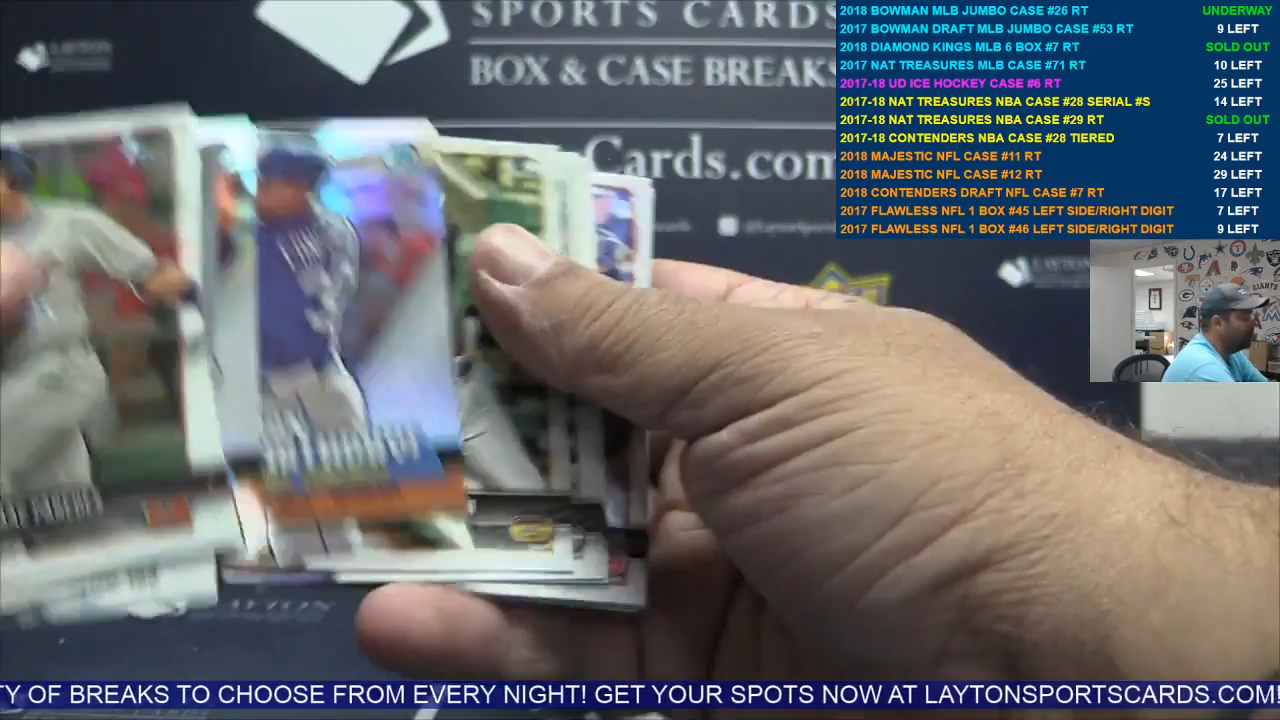 SPORTS CARDS
BOX & CASE BREAKS
Cards.com
LAYTON
2018 BOWMAN MLB JUMBO CASE #26 RT UNDERWAY
2017 BOWMAN DRAFT MLB JUMBO CASE #53 RT 9 LEFT
2018 DIAMOND KINGS MLB 6 BOX #7 RT SOLD OUT
2017 NAT TREASURES MLB CASE #71 RT 10 LEFT
2017-18 UD ICE HOCKEY CASE #6 RT 25 LEFT
2017-18 NAT TREASURES NBA CASE #28 SERIAL #S 14 LEFT
2017-18 NAT TREASURES NBA CASE #29 RT SOLD OUT
2017-18 CONTENDERS NBA CASE #28 TIERED 7 LEFT
2018 MAJESTIC NFL CASE #11 RT 24 LEFT
2018 MAJESTIC NFL CASE #12 RT 29 LEFT
2018 CONTENDERS DRAFT NFL CASE #7 RT 17 LEFT
2017 FLAWLESS NFL 1 BOX #45 LEFT SIDE/RIGHT DIGIT 7 LEFT
2017 FLAWLESS NFL 1 BOX #46 LEFT SIDE/RIGHT DIGIT 9 LEFT
LAYTON
GIANTS
LAYTON
TY OF BREAKS TO CHOOSE FROM EVERY NIGHT! GET YOUR SPOTS NOW AT LAYTONSPORTSCARDS.COM!